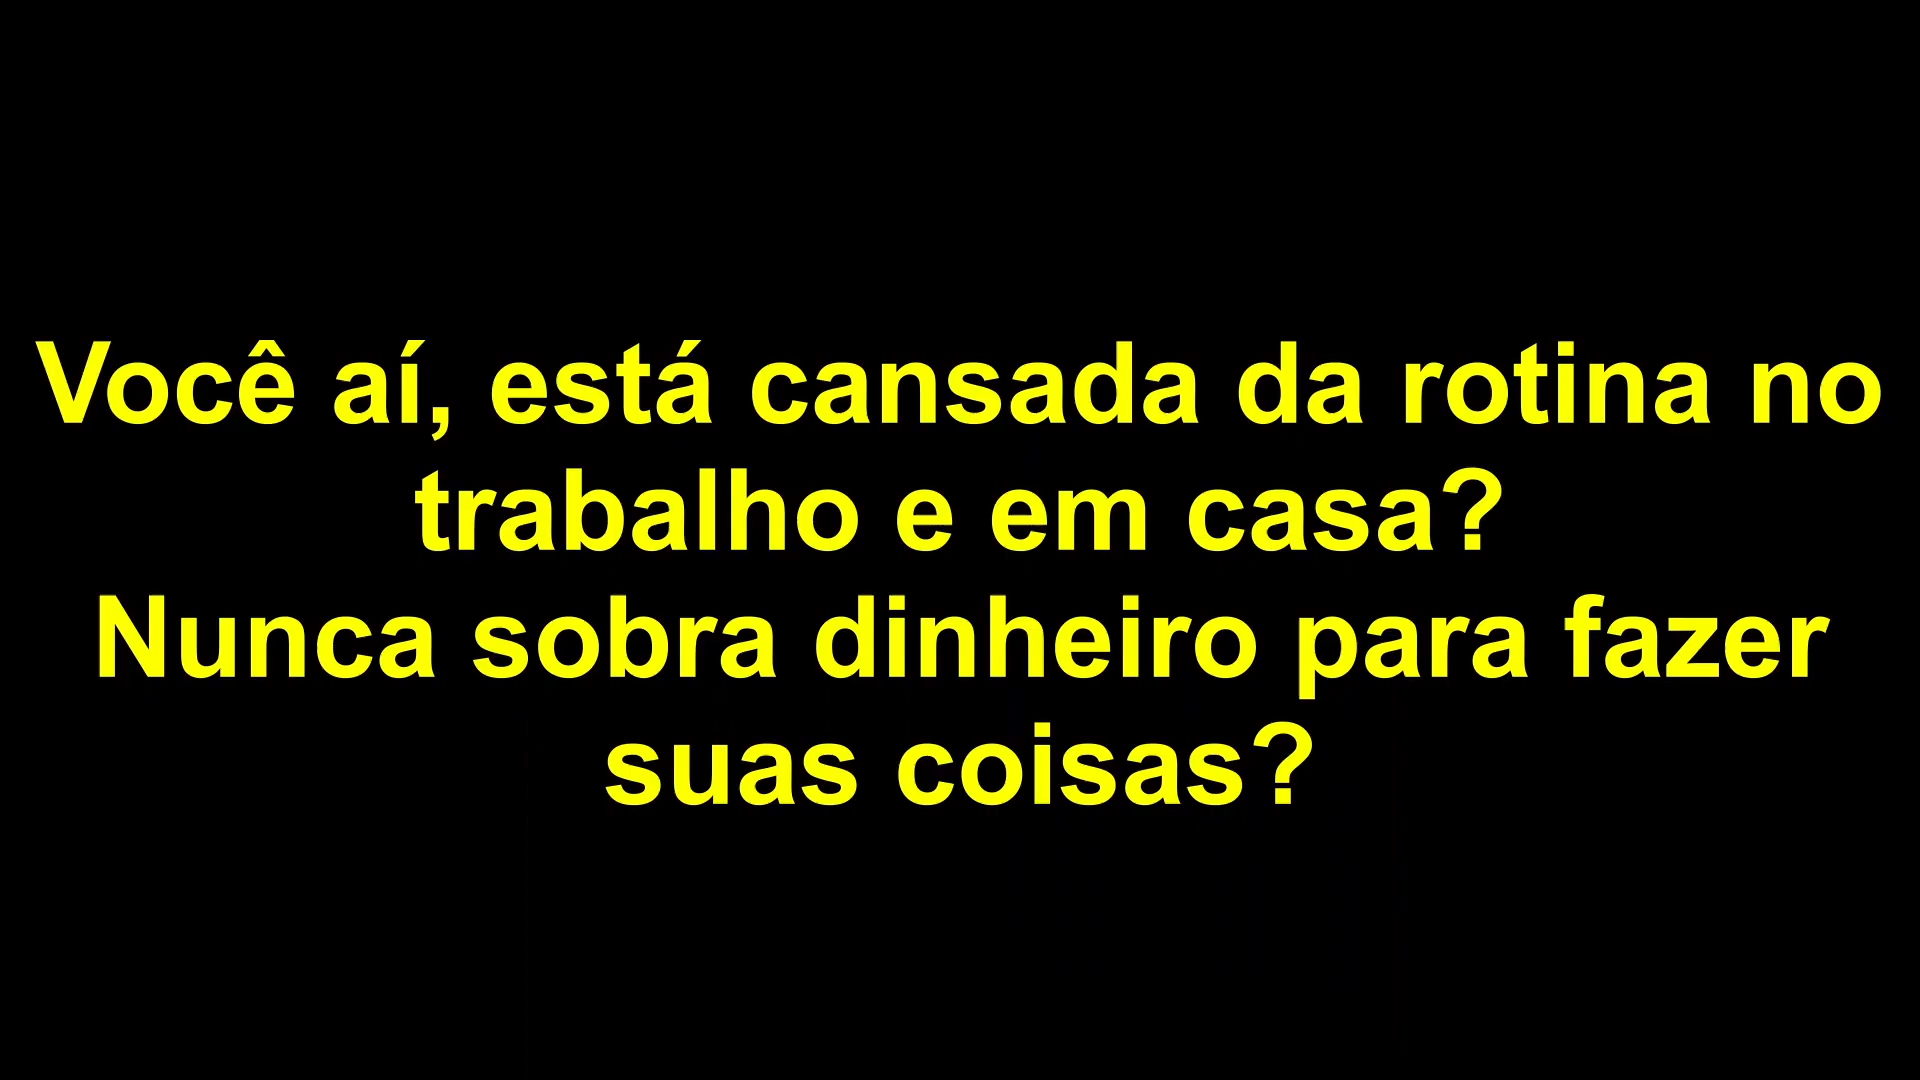 Você aí, está cansada da rotina no
trabalho e em casa?
Nunca sobra dinheiro para fazer
suas coisas?